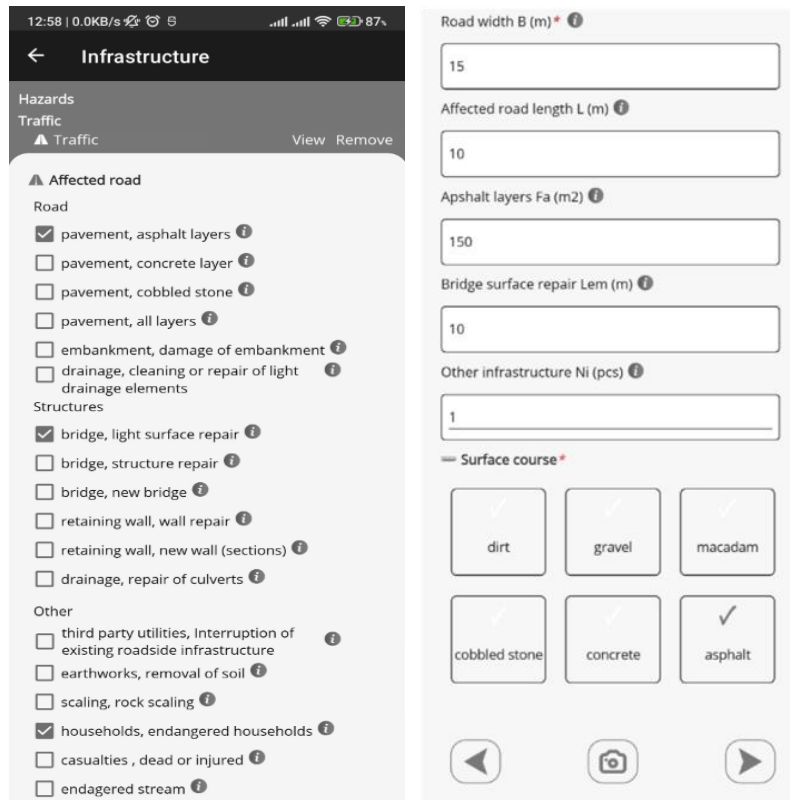 12:58 | 0.0KB/s
87%
Infrastructure
Hazards
Traffic
Traffic View Remove
Affected road
Road
pavement, asphalt layers
pavement, concrete layer
pavement, cobbled stone
pavement, all layers
embankment, damage of embankment
drainage, cleaning or repair of light
drainage elements
Structures
bridge, light surface repair
bridge, structure repair
bridge, new bridge
retaining wall, wall repair
retaining wall, new wall (sections)
drainage, repair of culverts
Other
third party utilities, Interruption of
existing roadside infrastructure
earthworks, removal of soil
scaling, rock scaling
households, endangered households
casualties , dead or injured
endagered stream
Road width B (m)*
15
Affected road length L (m)
10
Apshalt layers Fa (m2)
150
Bridge surface repair Lem (m)
10
Other infrastructure Ni (pcs)
1
Surface course*
dirt gravel macadam
cobbled stone concrete asphalt